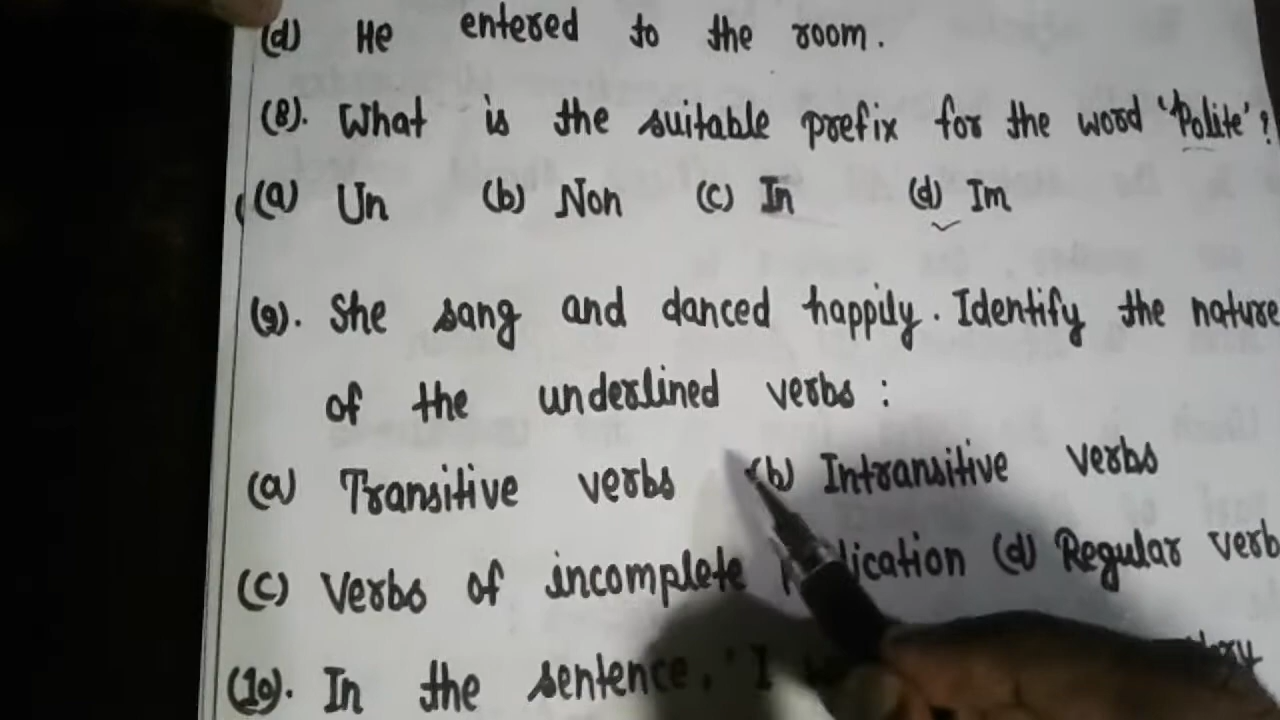 (d) He entered to the room.
(8). What is the suitable prefix for the word 'Polite'?
(a) Un (b) Non (c) In (d) Im
(9). She sang and danced happily. Identify the nature
of the underlined verbs :
(a) Transitive verbs (b) Intransitive verbs
(c) Verbs of incomplete (d) Regular verb
(10). In the sentence, 'I